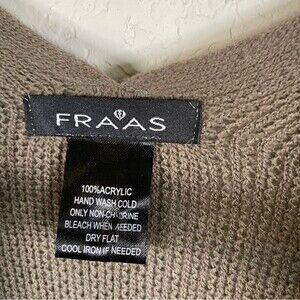 FRAAS
100% ACRYLIC
HAND WASH COLD
ONLY NON-CHLORINE
BLEACH WHEN NEEDED
DRY FLAT
COOL IRON IF NEEDED